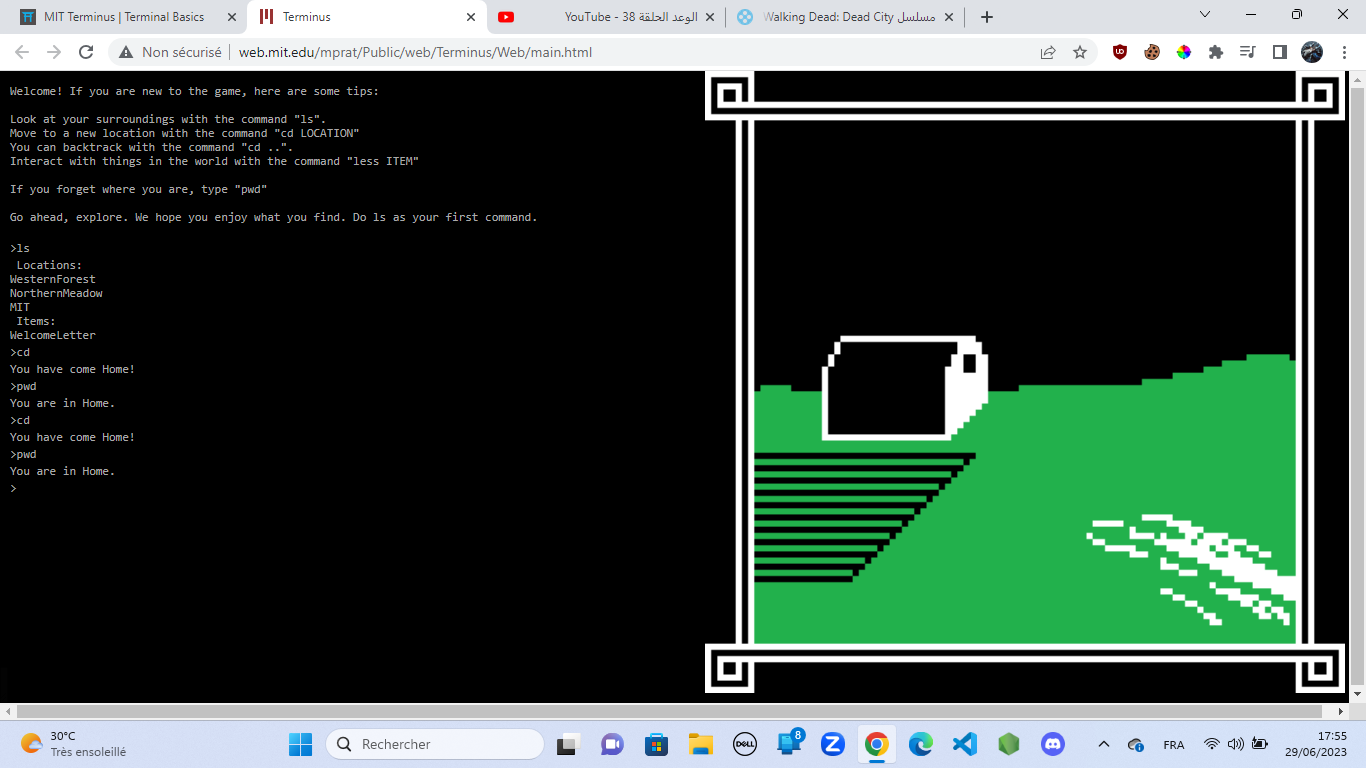 MIT Terminus | Terminal Basics
Terminus
الوعد الحلقة 38 - YouTube
مسلسل Walking Dead: Dead City
Non sécurisé
web.mit.edu/mprat/Public/web/Terminus/Web/main.html
Welcome! If you are new to the game, here are some tips:
Look at your surroundings with the command "ls".
Move to a new location with the command "cd LOCATION"
You can backtrack with the command "cd ..".
Interact with things in the world with the command "less ITEM"
If you forget where you are, type "pwd"
Go ahead, explore. We hope you enjoy what you find. Do ls as your first command.
>ls
Locations:
WesternForest
NorthernMeadow
MIT
Items:
WelcomeLetter
>cd
You have come Home!
>pwd
You are in Home.
>cd
You have come Home!
>pwd
You are in Home.
>
30°C
Très ensoleillé
Rechercher
DELL
8
Z
FRA
17:55
29/06/2023